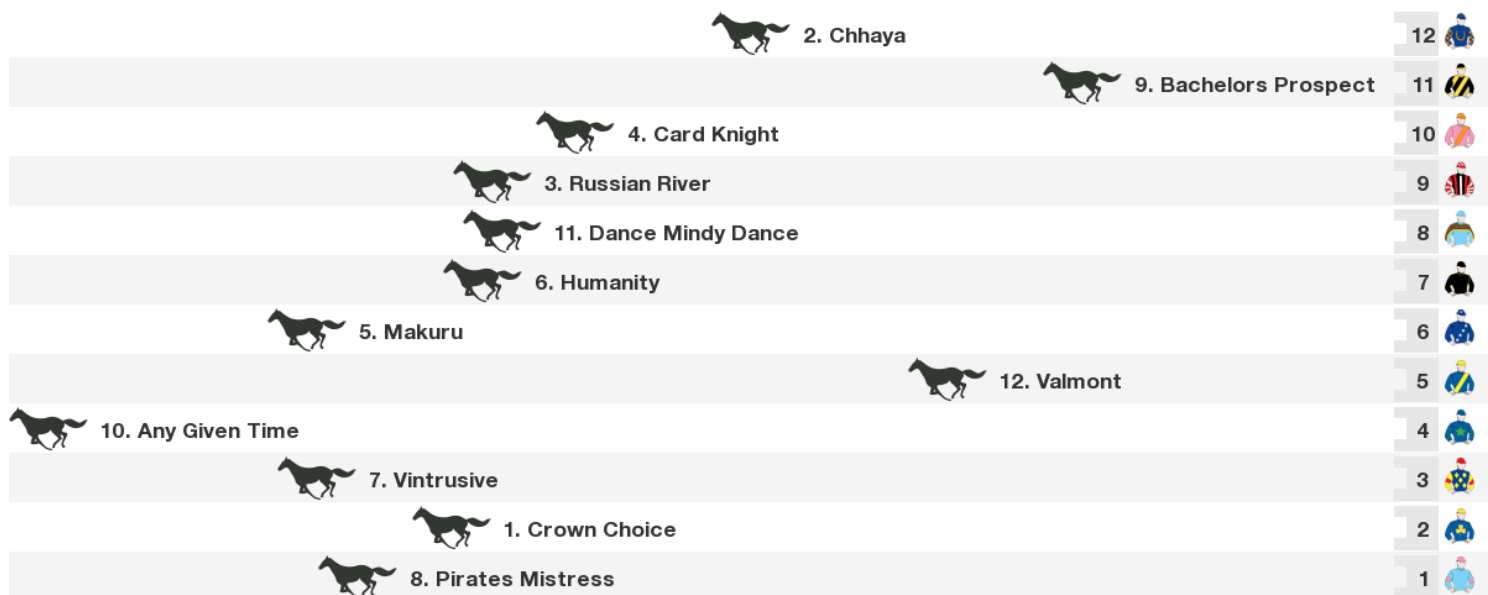 2. Chhaya 12
9. Bachelors Prospect 11
4. Card Knight 10
3. Russian River 9
11. Dance Mindy Dance 8
6. Humanity 7
5. Makuru 6
12. Valmont 5
10. Any Given Time 4
7. Vintrusive 3
1. Crown Choice 2
8. Pirates Mistress 1